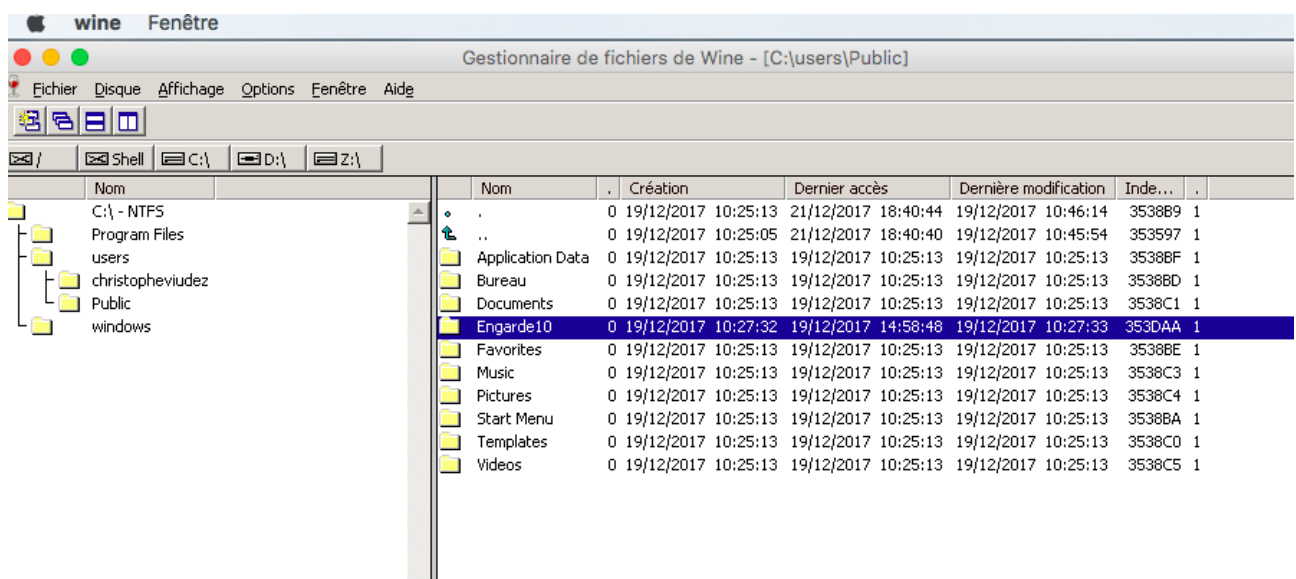 wine Fenêtre
Gestionnaire de fichiers de Wine - [C:\users\Public]
Fichier Disque Affichage Options Fenêtre Aide
/ Shell C:\ D:\ Z:\
Nom
C:\ - NTFS
Program Files
users
christopheviudez
Public
windows
Nom . Création Dernier accès Dernière modification Inde... .
. 0 19/12/2017 10:25:13 21/12/2017 18:40:44 19/12/2017 10:46:14 3538B9 1
.. 0 19/12/2017 10:25:05 21/12/2017 18:40:40 19/12/2017 10:45:54 353597 1
Application Data 0 19/12/2017 10:25:13 19/12/2017 10:25:13 19/12/2017 10:25:13 3538BF 1
Bureau 0 19/12/2017 10:25:13 19/12/2017 10:25:13 19/12/2017 10:25:13 3538BD 1
Documents 0 19/12/2017 10:25:13 19/12/2017 10:25:13 19/12/2017 10:25:13 3538C1 1
Engarde10 0 19/12/2017 10:27:32 19/12/2017 14:58:48 19/12/2017 10:27:33 353DAA 1
Favorites 0 19/12/2017 10:25:13 19/12/2017 10:25:13 19/12/2017 10:25:13 3538BE 1
Music 0 19/12/2017 10:25:13 19/12/2017 10:25:13 19/12/2017 10:25:13 3538C3 1
Pictures 0 19/12/2017 10:25:13 19/12/2017 10:25:13 19/12/2017 10:25:13 3538C4 1
Start Menu 0 19/12/2017 10:25:13 19/12/2017 10:25:13 19/12/2017 10:25:13 3538BA 1
Templates 0 19/12/2017 10:25:13 19/12/2017 10:25:13 19/12/2017 10:25:13 3538C0 1
Videos 0 19/12/2017 10:25:13 19/12/2017 10:25:13 19/12/2017 10:25:13 3538C5 1